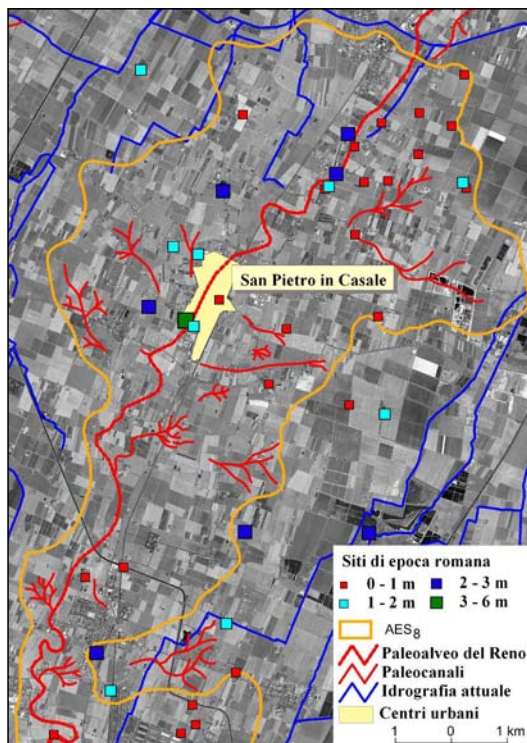 San Pietro in Casale
Siti di epoca romana
0 - 1 m
2 - 3 m
1 - 2 m
3 - 6 m
AES8
Paleoalveo del Reno
Paleocanali
Idrografia attuale
Centri urbani
1 0 1 km